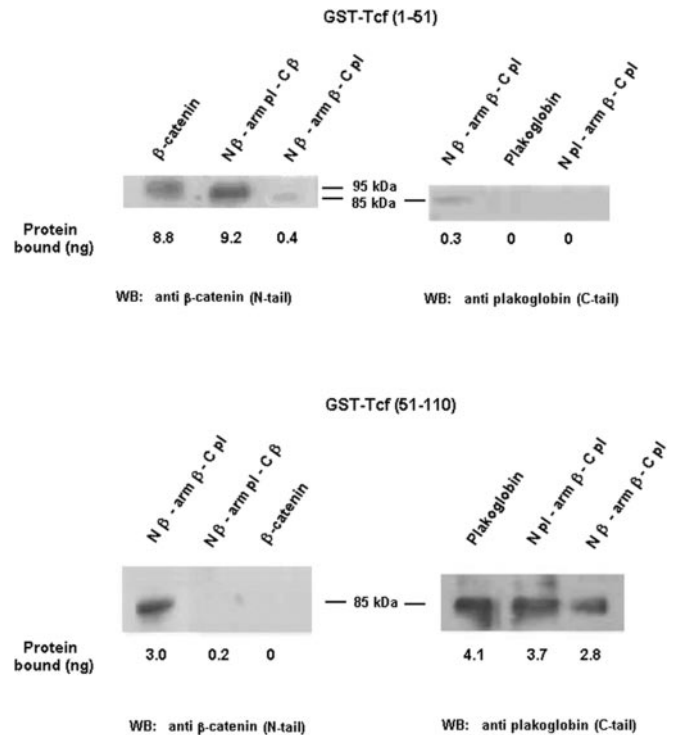 GST-Tcf (1-51)
β-catenin
N β - arm pl - C β
N β - arm β - C pl
N β - arm β - C pl
Plakoglobin
N pl - arm β - C pl
95 kDa
85 kDa
Protein
bound (ng)
8.8 9.2 0.4
0.3 0 0
WB: anti β-catenin (N-tail)
WB: anti plakoglobin (C-tail)
GST-Tcf (51-110)
N β - arm β - C pl
N β - arm pl - C β
β-catenin
Plakoglobin
N pl - arm β - C pl
N β - arm β - C pl
85 kDa
Protein
bound (ng)
3.0 0.2 0
4.1 3.7 2.8
WB: anti β-catenin (N-tail)
WB: anti plakoglobin (C-tail)